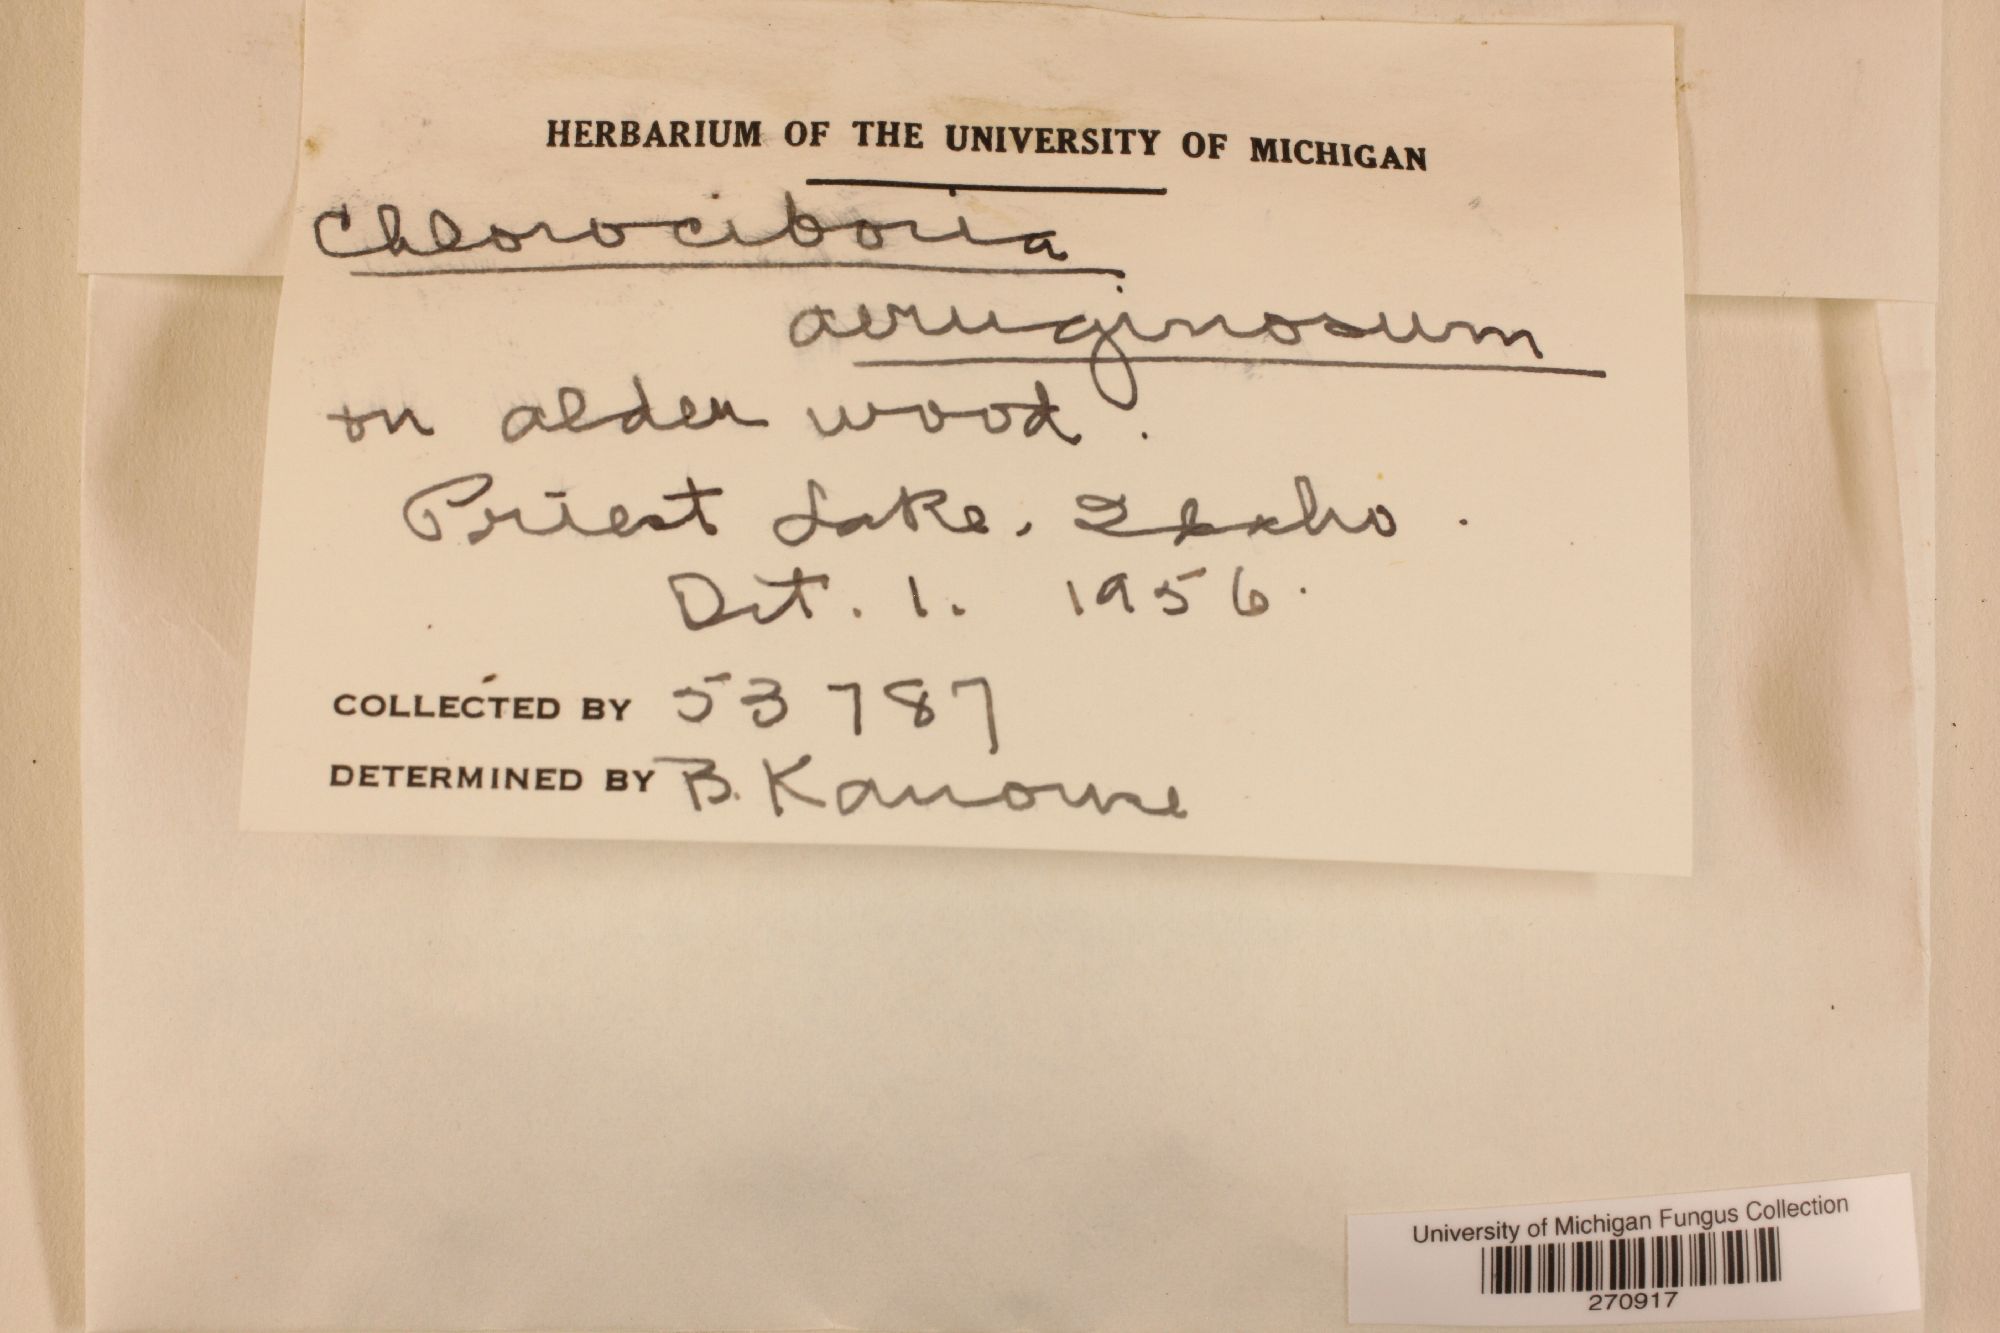 HERBARIUM OF THE UNIVERSITY OF MICHIGAN
Chlorociboria
aeruginosum
on alder wood.
Priest Lake, Idaho.
Oct. 1. 1956.
COLLECTED BY 53787
DETERMINED BY B. Kanouse
University of Michigan Fungus Collection
270917